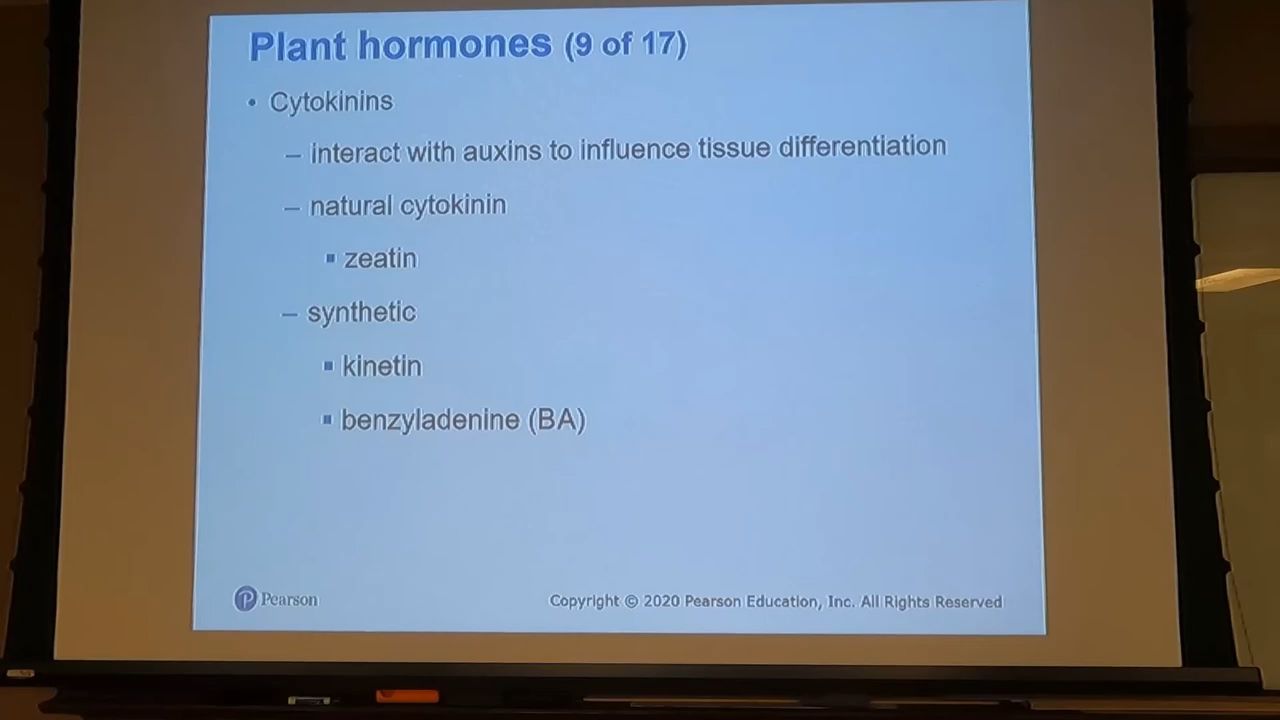 Plant hormones (9 of 17)
• Cytokinins
– interact with auxins to influence tissue differentiation
– natural cytokinin
▪ zeatin
– synthetic
▪ kinetin
▪ benzyladenine (BA)
P Pearson
Copyright © 2020 Pearson Education, Inc. All Rights Reserved